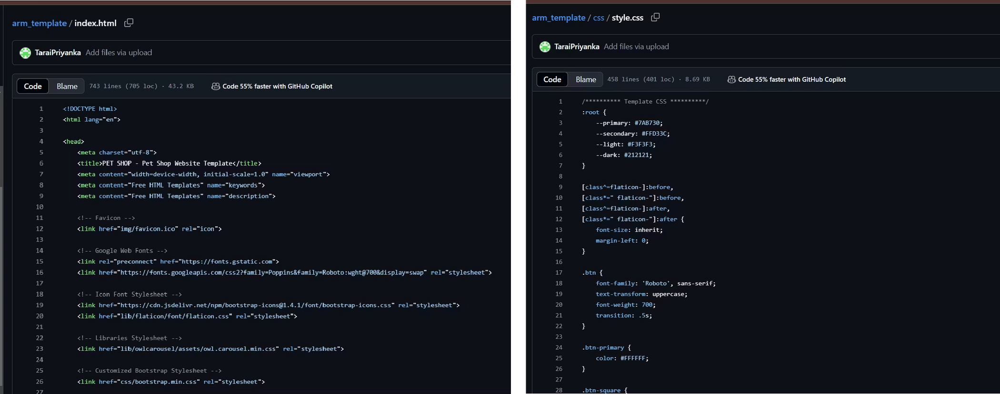 arm_template / index.html
TaraiPriyanka Add files via upload
Code Blame 743 lines (705 loc) · 43.2 KB Code 55% faster with GitHub Copilot
1 <!DOCTYPE html>
2 <html lang="en">
3
4 <head>
5 <meta charset="utf-8">
6 <title>PET SHOP - Pet Shop Website Template</title>
7 <meta content="width=device-width, initial-scale=1.0" name="viewport">
8 <meta content="Free HTML Templates" name="keywords">
9 <meta content="Free HTML Templates" name="description">
10
11 <!-- Favicon -->
12 <link href="img/favicon.ico" rel="icon">
13
14 <!-- Google Web Fonts -->
15 <link rel="preconnect" href="https://fonts.gstatic.com">
16 <link href="https://fonts.googleapis.com/css2?family=Poppins&family=Roboto:wght@700&display=swap" rel="stylesheet">
17
18 <!-- Icon Font Stylesheet -->
19 <link href="https://cdn.jsdelivr.net/npm/bootstrap-icons@1.4.1/font/bootstrap-icons.css" rel="stylesheet">
20 <link href="lib/flaticon/font/flaticon.css" rel="stylesheet">
21
22 <!-- Libraries Stylesheet -->
23 <link href="lib/owlcarousel/assets/owl.carousel.min.css" rel="stylesheet">
24
25 <!-- Customized Bootstrap Stylesheet -->
26 <link href="css/bootstrap.min.css" rel="stylesheet">
27
arm_template / css / style.css
TaraiPriyanka Add files via upload
Code Blame 458 lines (401 loc) · 8.69 KB Code 55% faster with GitHub Copilot
1 /********** Template CSS **********/
2 :root {
3 --primary: #7AB730;
4 --secondary: #FFD33C;
5 --light: #F3F3F3;
6 --dark: #212121;
7 }
8
9 [class^=flaticon-]:before,
10 [class*=" flaticon-"]:before,
11 [class^=flaticon-]:after,
12 [class*=" flaticon-"]:after {
13 font-size: inherit;
14 margin-left: 0;
15 }
16
17 .btn {
18 font-family: 'Roboto', sans-serif;
19 text-transform: uppercase;
20 font-weight: 700;
21 transition: .5s;
22 }
23
24 .btn-primary {
25 color: #FFFFFF;
26 }
27
28 .btn-square {